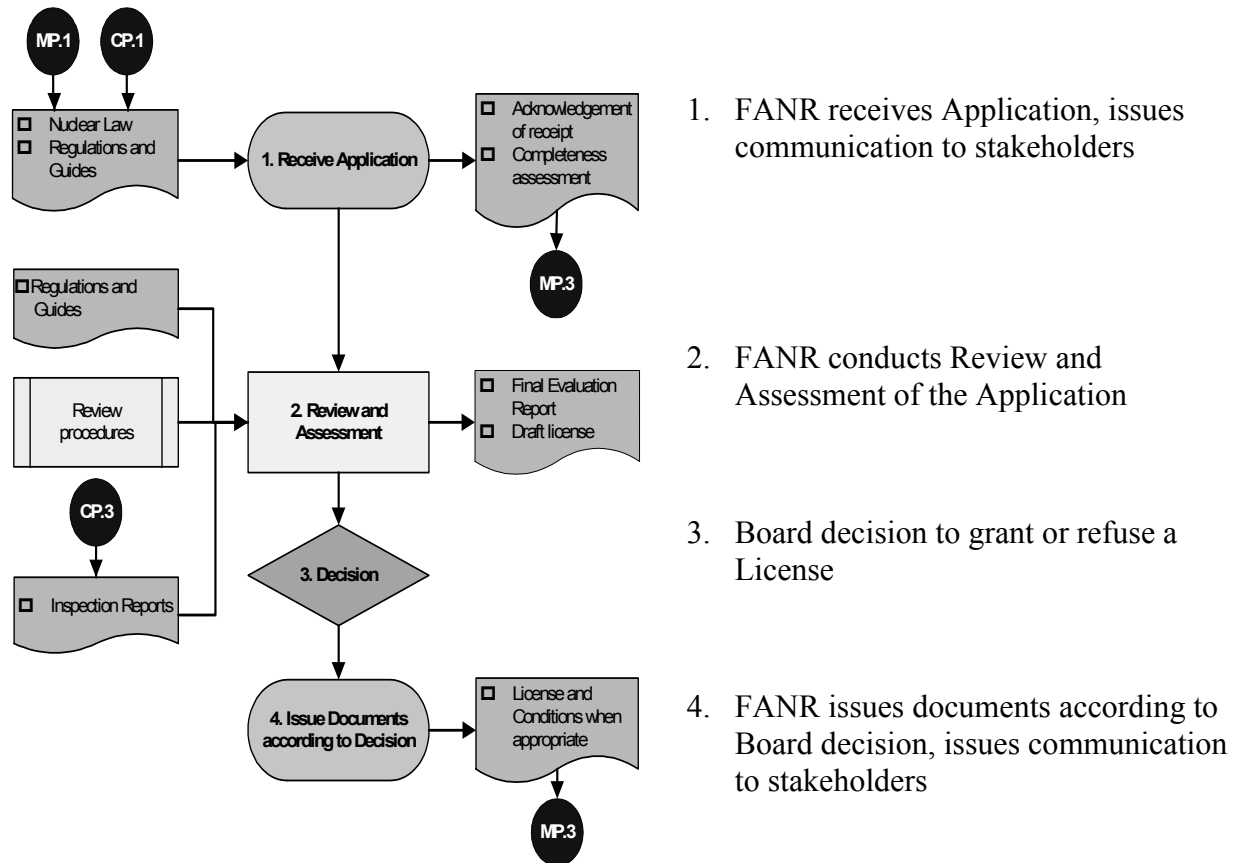 MP.1
CP.1
Nuclear Law
Regulations and
Guides
1. Receive Application
Acknowledgement
of receipt
Completeness
assessment
MP.3
Regulations and
Guides
Review
procedures
CP.3
Inspection Reports
2. Review and
Assessment
Final Evaluation
Report
Draft license
3. Decision
4. Issue Documents
according to Decision
License and
Conditions when
appropriate
MP.3
1. FANR receives Application, issues
communication to stakeholders
2. FANR conducts Review and
Assessment of the Application
3. Board decision to grant or refuse a
License
4. FANR issues documents according to
Board decision, issues communication
to stakeholders